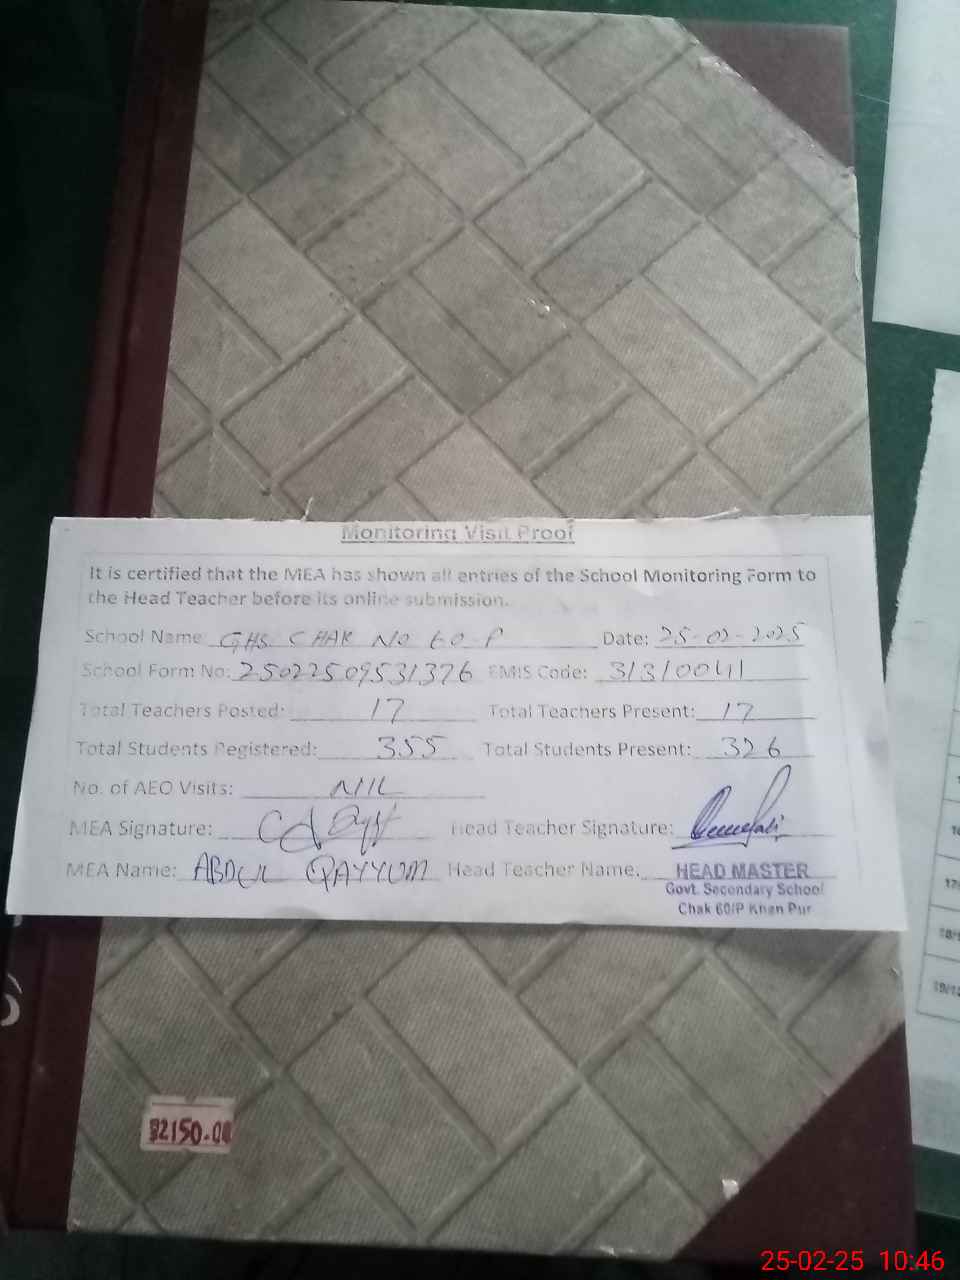 Monitoring Visit Proof
It is certified that the MEA has shown all entries of the School Monitoring Form to
the Head Teacher before its online submission.
School Name: GHS CHAK NO 60-P Date: 25-02-2025
School Form No: 25022509531376 EMIS Code: 31310041
Total Teachers Posted: 17 Total Teachers Present: 17
Total Students Registered: 355 Total Students Present: 326
No. of AEO Visits: NIL
MEA Signature: Head Teacher Signature:
MEA Name: ABDUL QAYYUM Head Teacher Name:
HEAD MASTER
Govt. Secondary School
Chak 60/P Khan Pur
2150.00
25-02-25 10:46